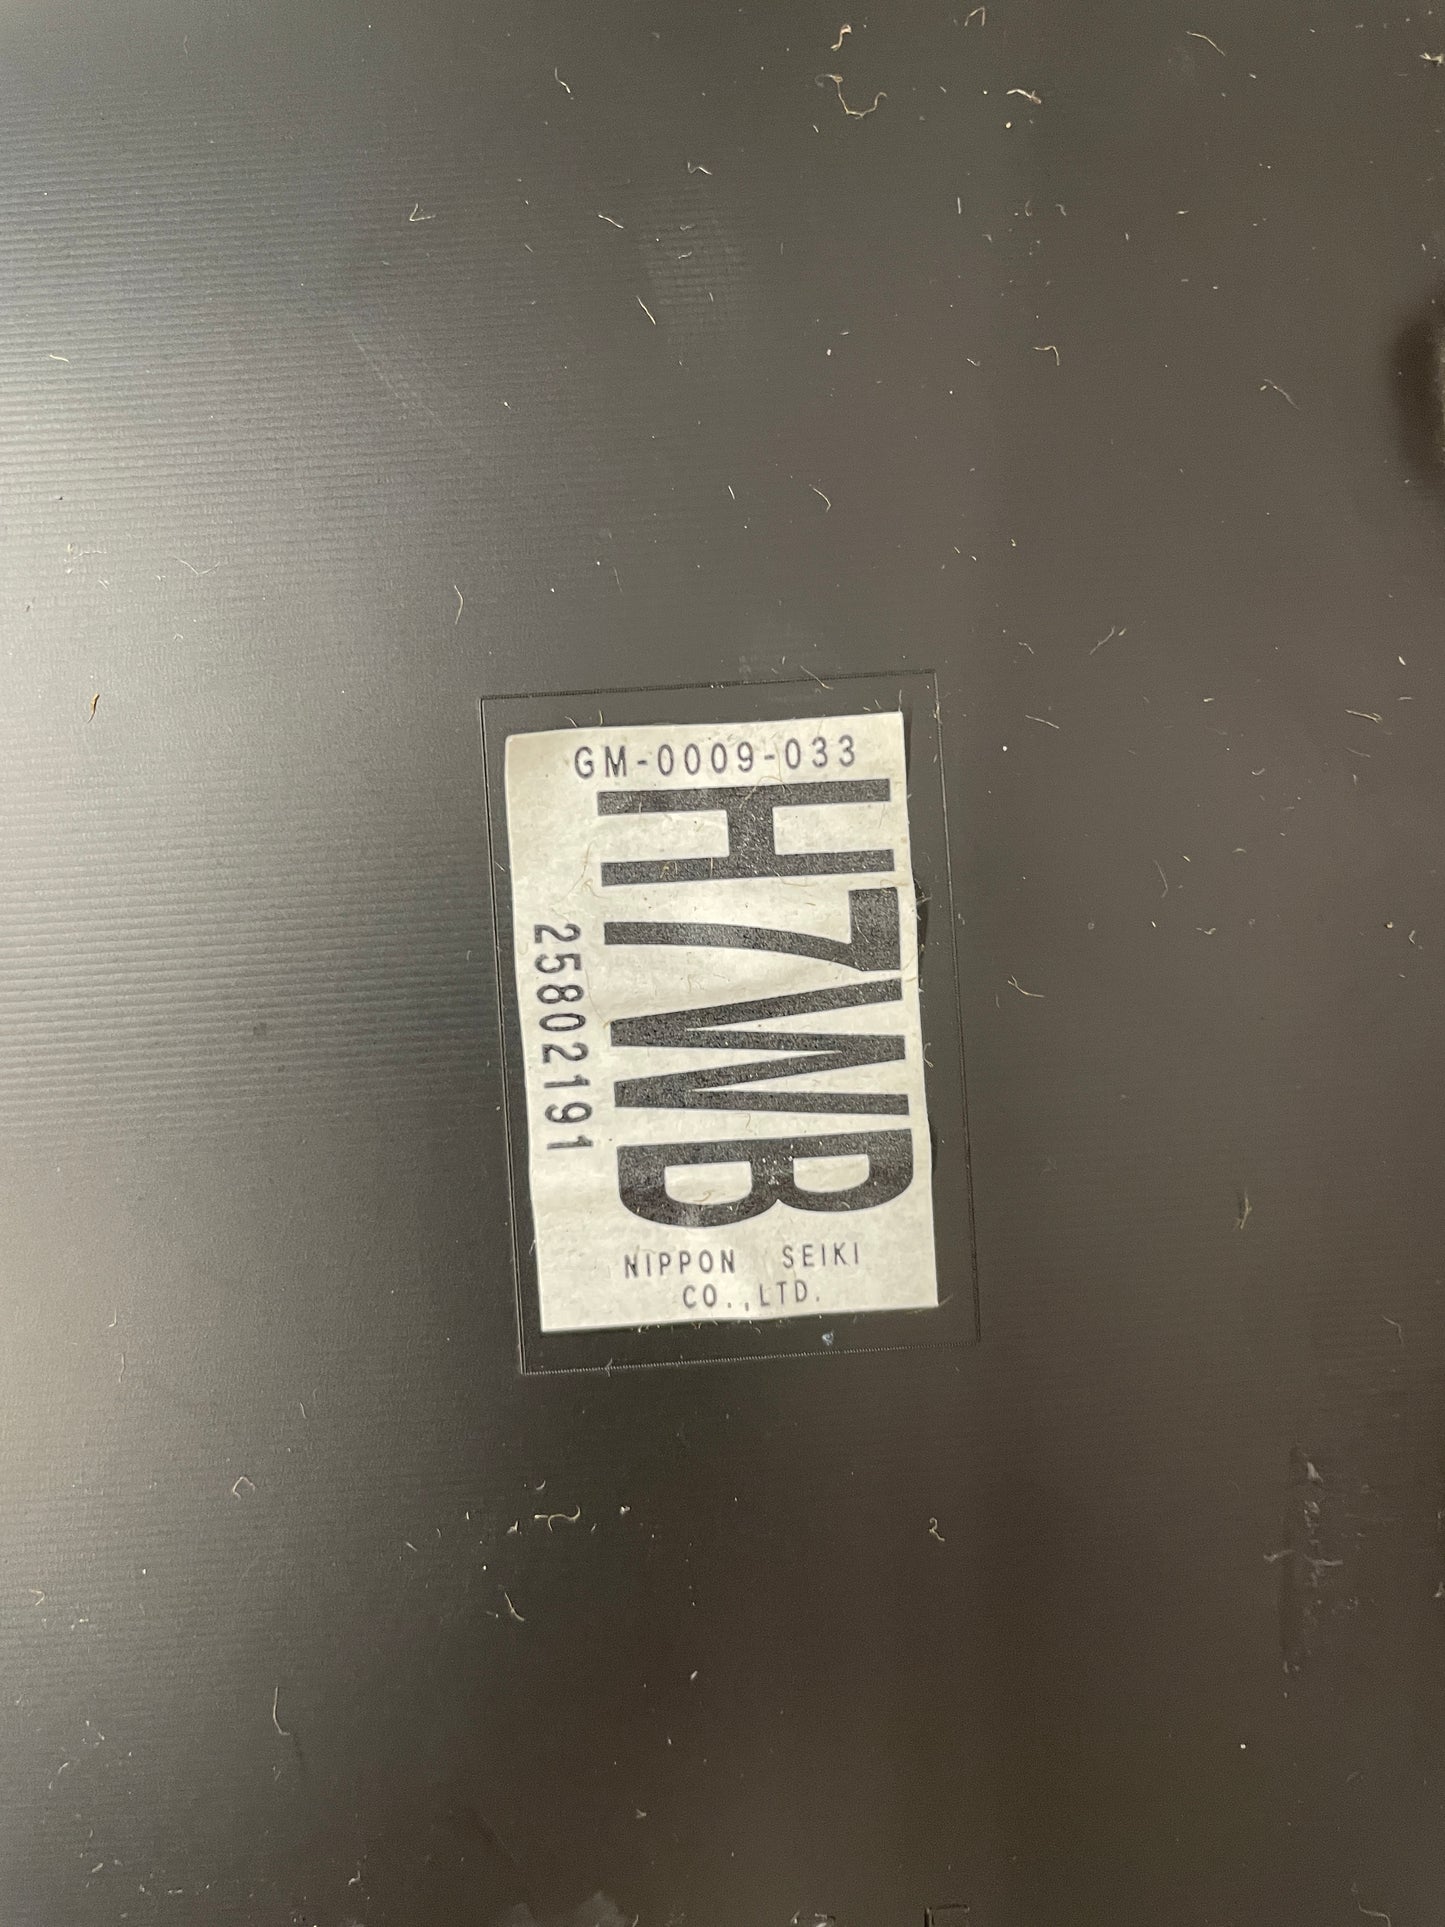 GM-0009-033
H7WB
25802191
NIPPON SEIKI
CO.,LTD.